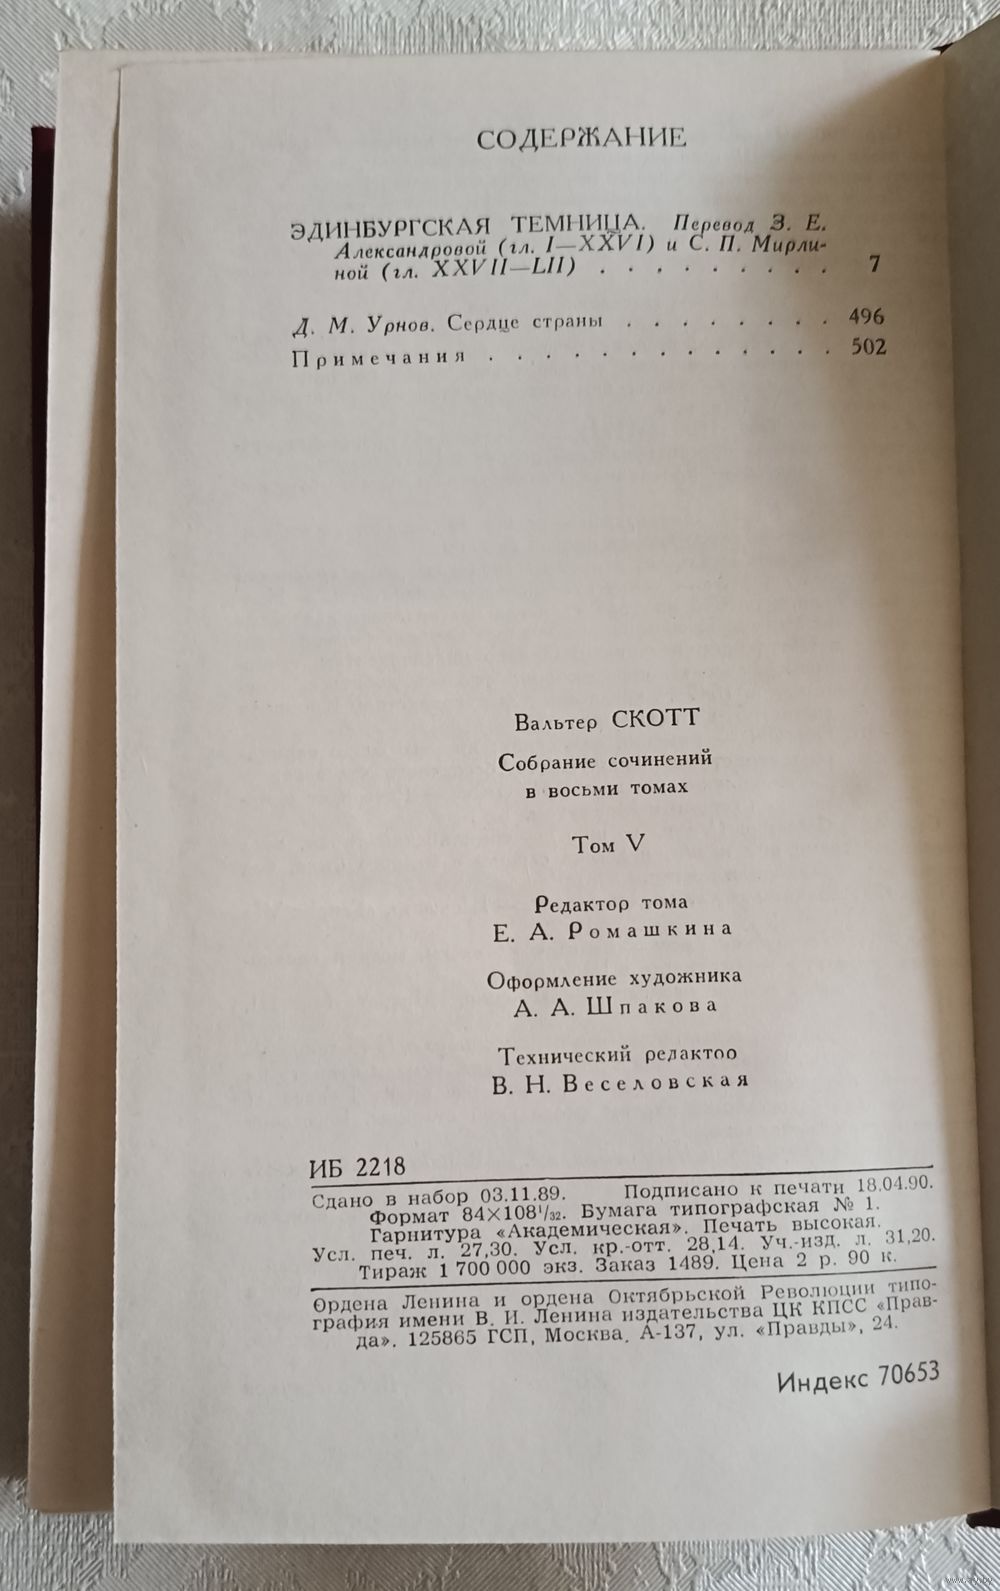 СОДЕРЖАНИЕ
ЭДИНБУРГСКАЯ ТЕМНИЦА. Перевод З. Е.
Александровой (гл. I—XXVI) и С. П. Мирли-
ной (гл. XXVII—LII) . . . . . . . . . 7
Д. М. Урнов. Сердце страны . . . . . . . . 496
Примечания . . . . . . . . . . . . . 502
Вальтер СКОТТ
Собрание сочинений
в восьми томах
Том V
Редактор тома
Е. А. Ромашкина
Оформление художника
А. А. Шпакова
Технический редактоо
В. Н. Веселовская
ИБ 2218
Сдано в набор 03.11.89. Подписано к печати 18.04.90.
Формат 84×108¹/₃₂. Бумага типографская № 1.
Гарнитура «Академическая». Печать высокая.
Усл. печ. л. 27,30. Усл. кр.-отт. 28,14. Уч.-изд. л. 31,20.
Тираж 1 700 000 экз. Заказ 1489. Цена 2 р. 90 к.
Ордена Ленина и ордена Октябрьской Революции типо-
графия имени В. И. Ленина издательства ЦК КПСС «Прав-
да». 125865 ГСП, Москва, А-137, ул. «Правды», 24.
Индекс 70653